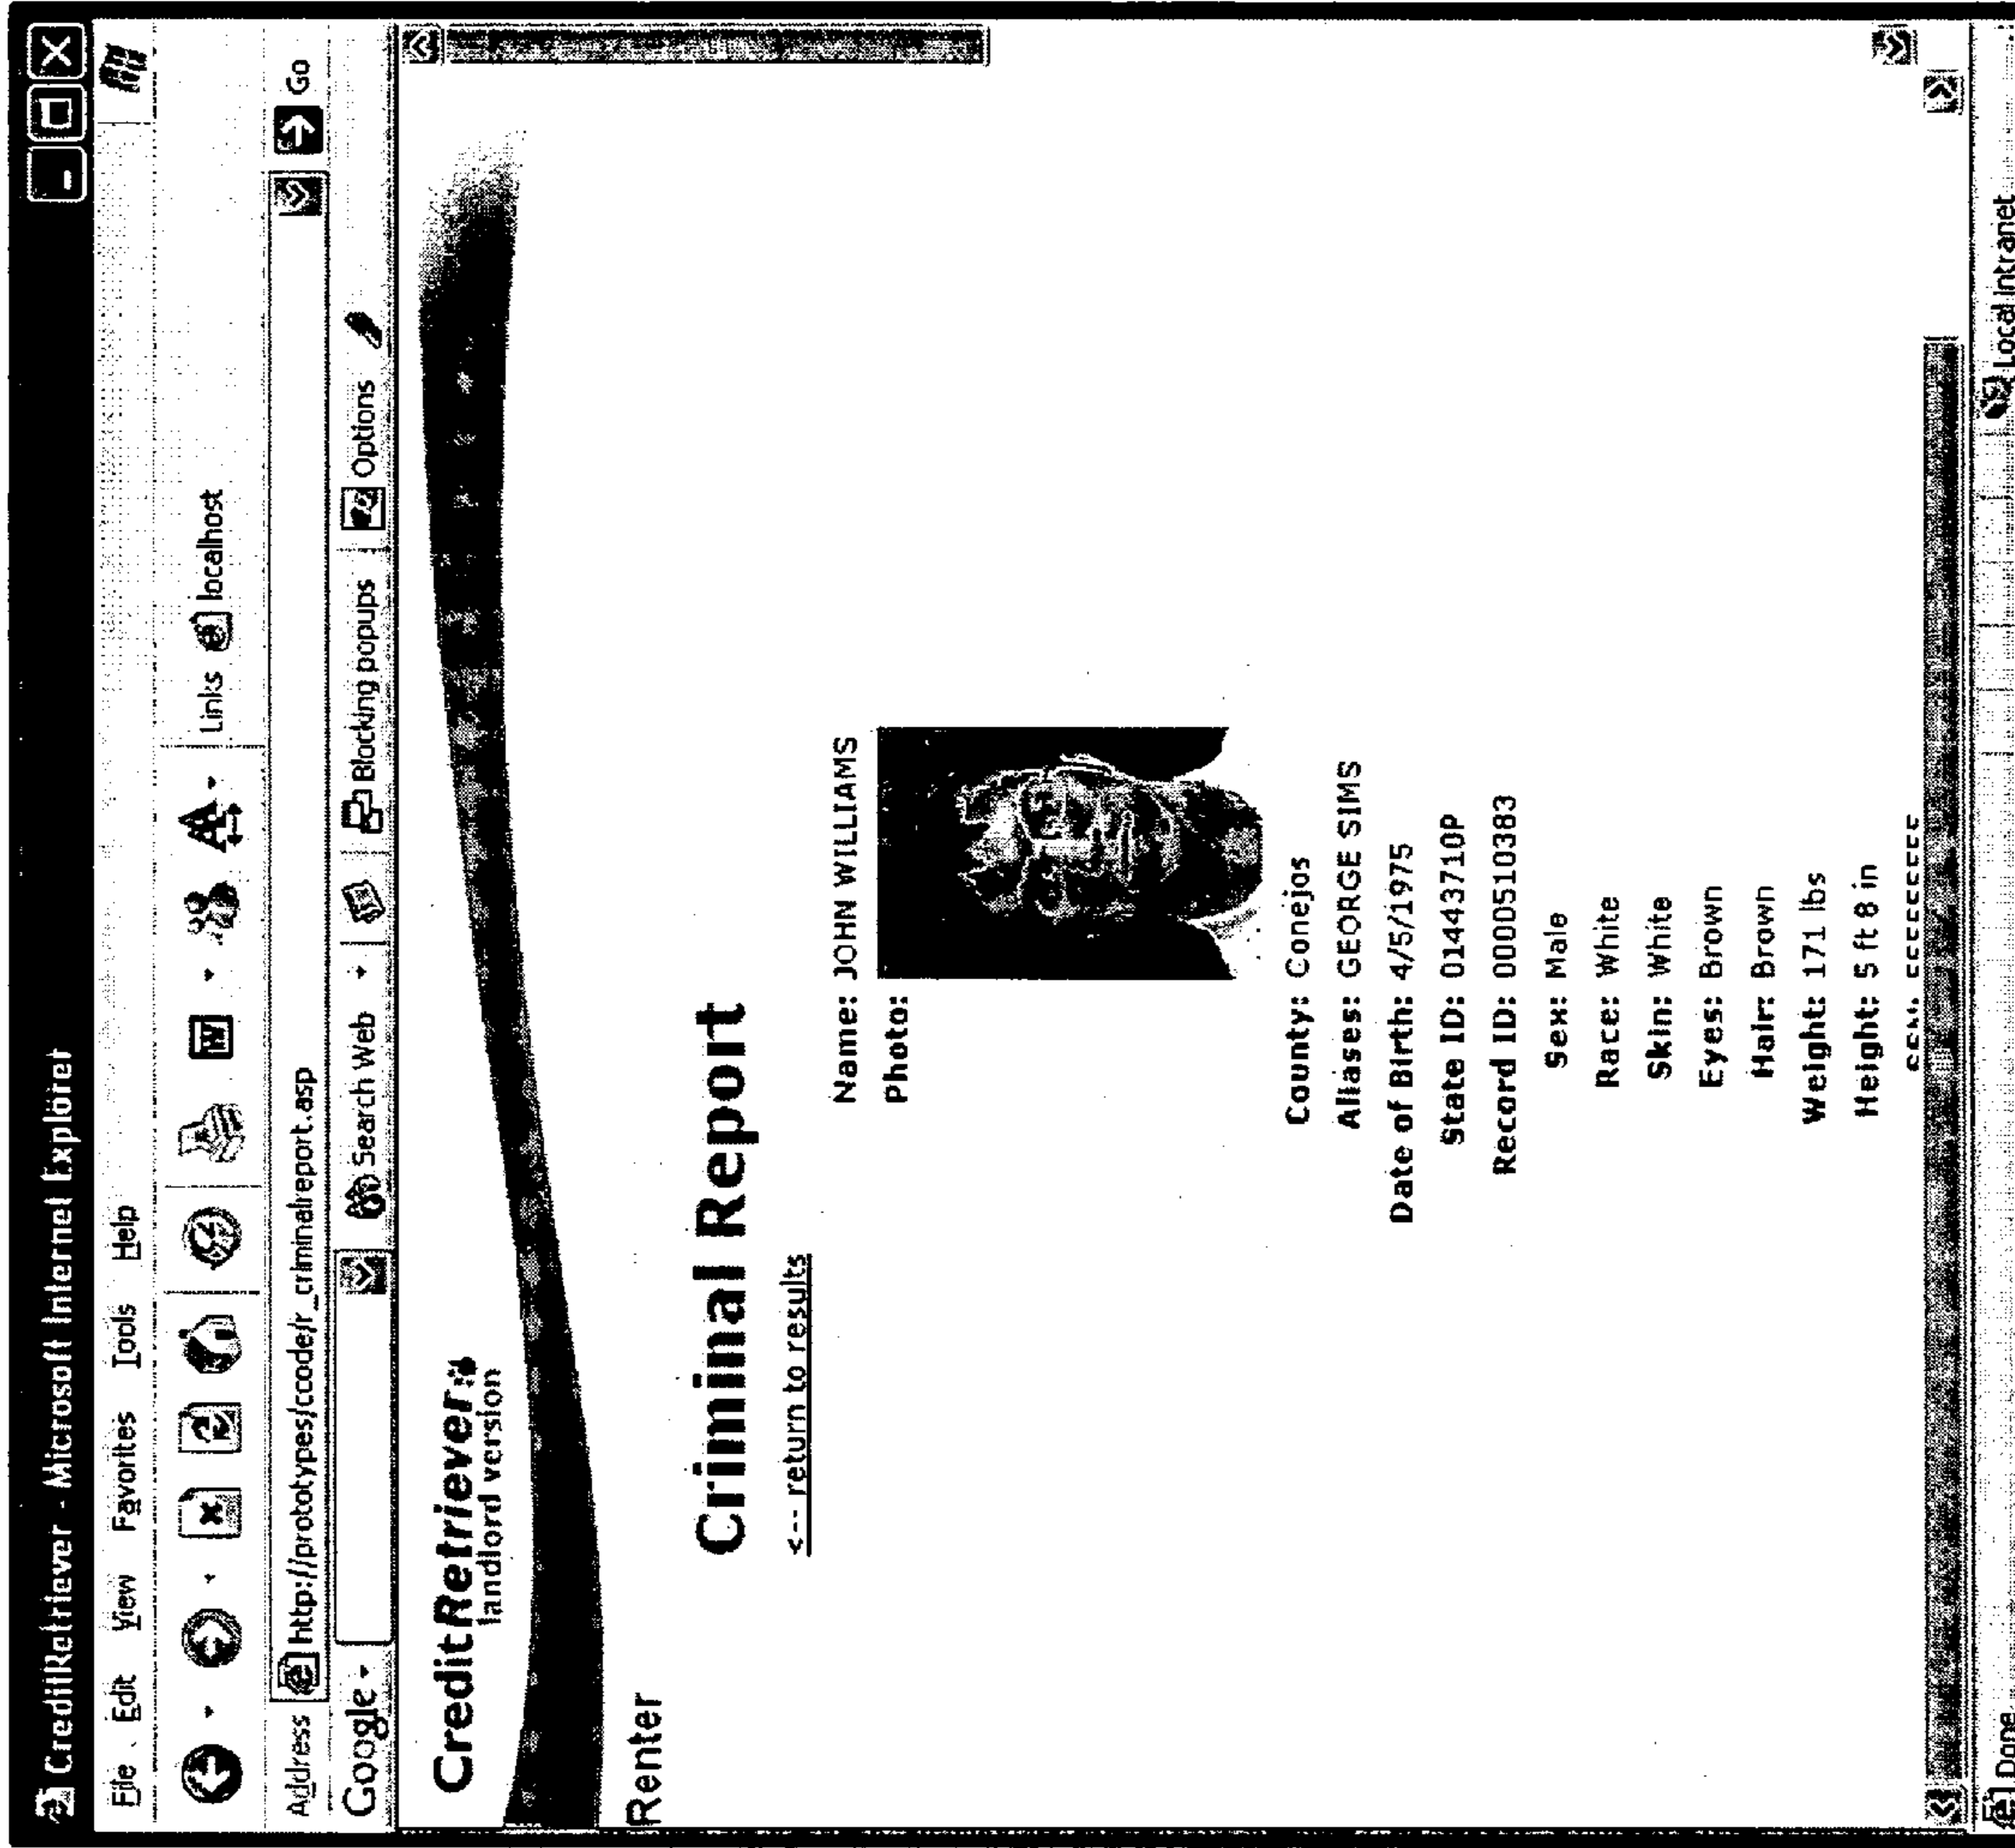 CreditRetriever - Microsoft Internet Explorer
File Edit View Favorites Tools Help
Links localhost
Address http://prototypes/ccode/r_criminalreport.asp Go
Google Search Web Blocking popups Options
CreditRetriever
landlord version
Renter
Criminal Report
<-- return to results
Name: JOHN WILLIAMS
Photo:
County: Conejos
Aliases: GEORGE SIMS
Date of Birth: 4/5/1975
State ID: 01443710P
Record ID: 000D510383
Sex: Male
Race: White
Skin: White
Eyes: Brown
Hair: Brown
Weight: 171 lbs
Height: 5 ft 8 in
Done Local intranet